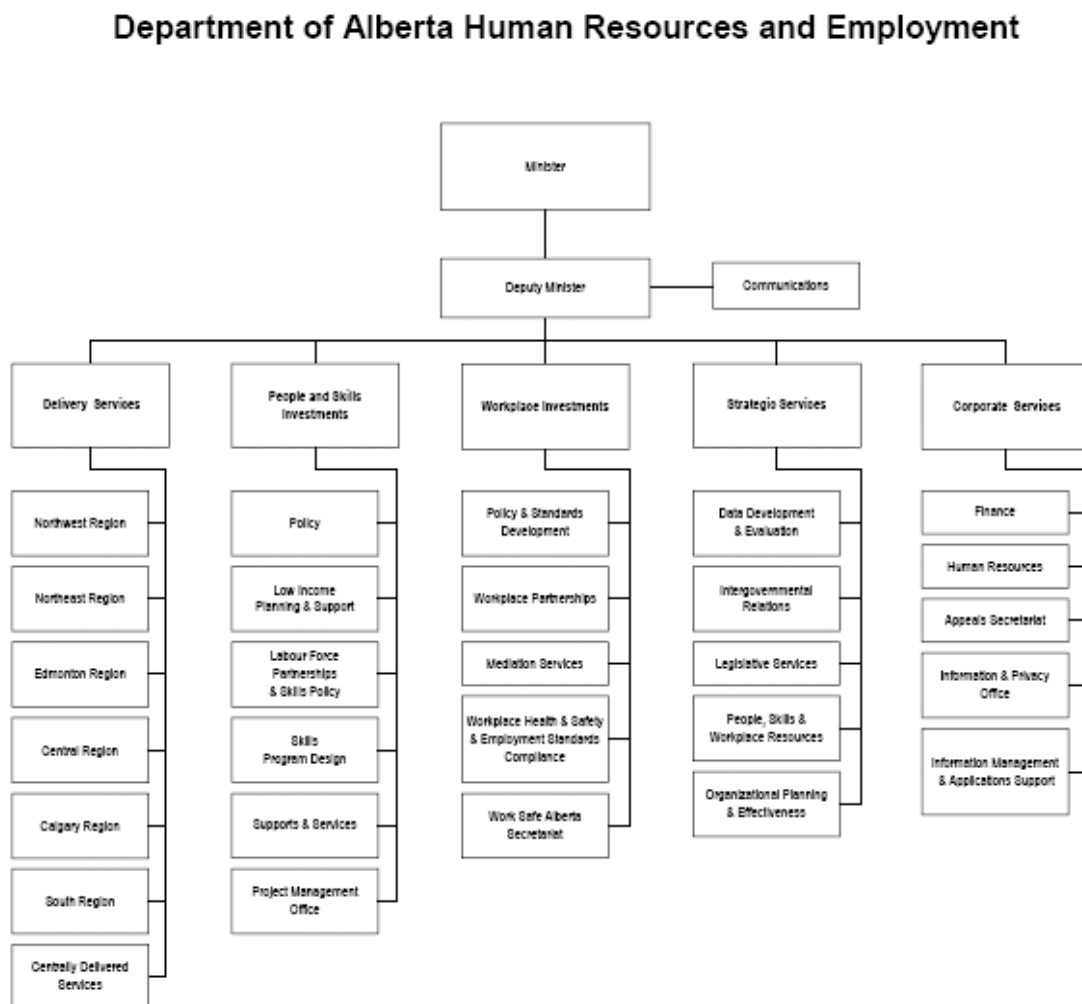 Department of Alberta Human Resources and Employment
Minister
Deputy Minister
Communications
Delivery Services
People and Skills
Investments
Workplace Investments
Strategic Services
Corporate Services
Northwest Region
Northeast Region
Edmonton Region
Central Region
Calgary Region
South Region
Centrally Delivered
Services
Policy
Low Income
Planning & Support
Labour Force
Partnerships
& Skills Policy
Skills
Program Design
Supports & Services
Project Management
Office
Policy & Standards
Development
Workplace Partnerships
Mediation Services
Workplace Health & Safety
& Employment Standards
Compliance
Work Safe Alberta
Secretariat
Data Development
& Evaluation
Intergovernmental
Relations
Legislative Services
People, Skills &
Workplace Resources
Organizational Planning
& Effectiveness
Finance
Human Resources
Appeals Secretariat
Information & Privacy
Office
Information Management
& Applications Support